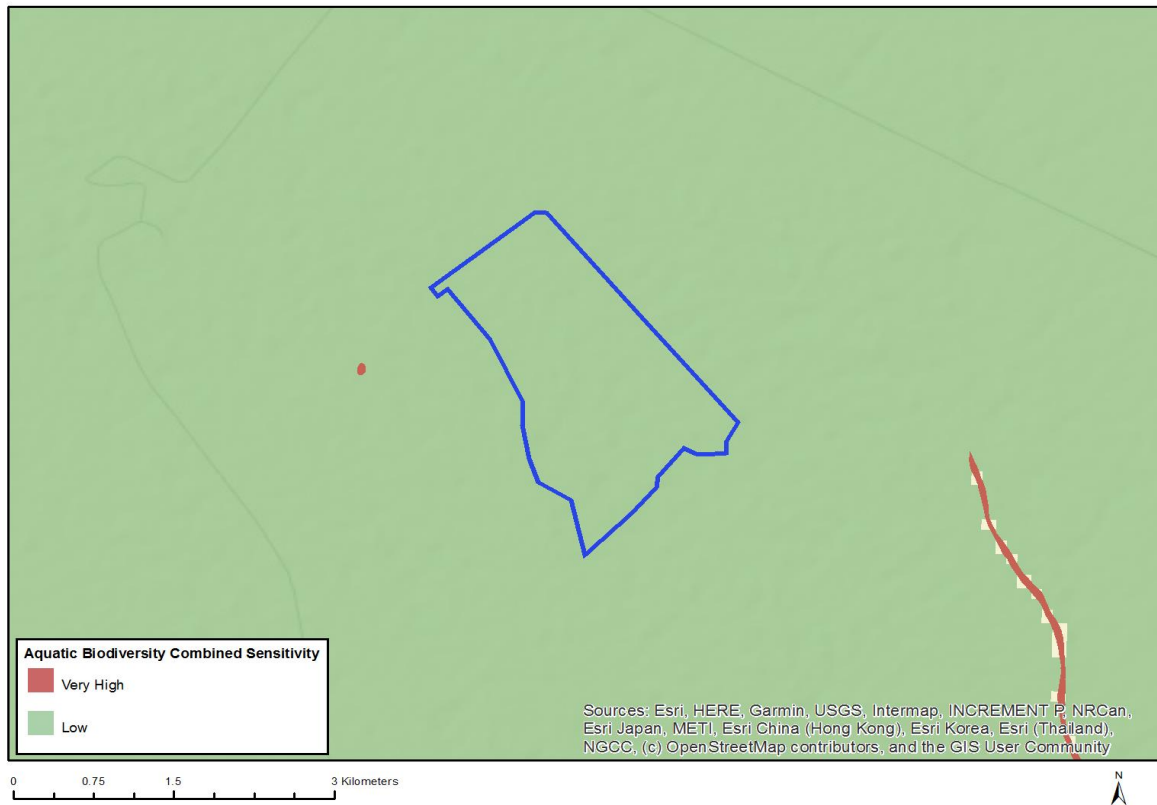 Aquatic Biodiversity Combined Sensitivity
Very High
Low
Sources: Esri, HERE, Garmin, USGS, Intermap, INCREMENT P, NRCan,
Esri Japan, METI, Esri China (Hong Kong), Esri Korea, Esri (Thailand),
NGCC, (c) OpenStreetMap contributors, and the GIS User Community
0 0.75 1.5 3 Kilometers
N